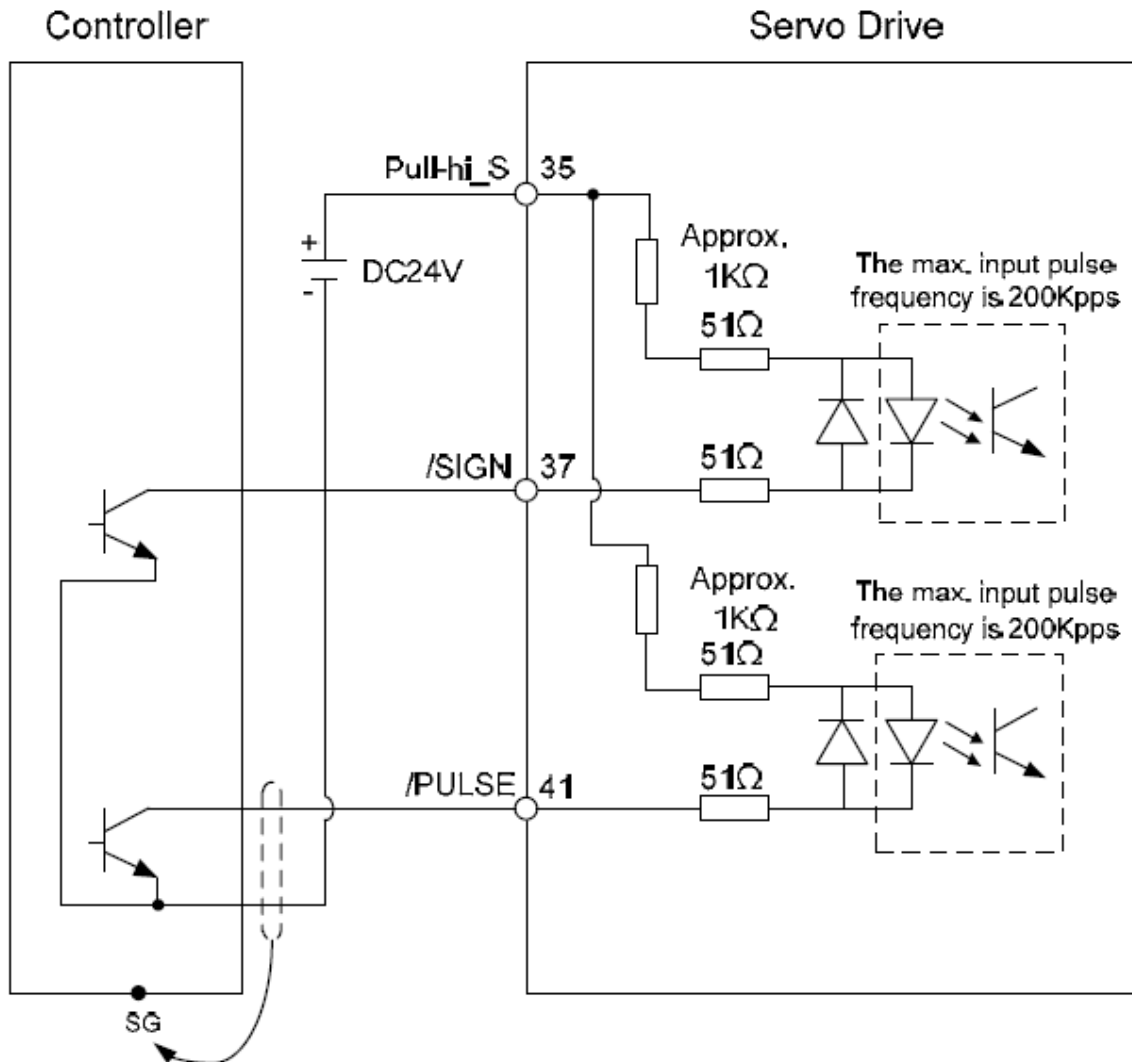 Controller
Servo Drive
Pull-hi_S 35
+
DC24V
-
Approx.
1KΩ
51Ω
The max. input pulse
frequency is 200Kpps
51Ω
/SIGN 37
Approx.
1KΩ
51Ω
The max. input pulse
frequency is 200Kpps
51Ω
/PULSE 41
SG